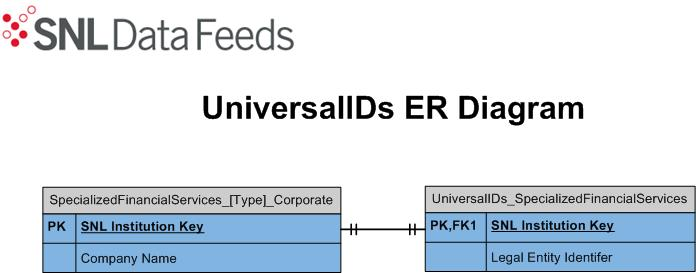 SNL Data Feeds
UniversalIDs ER Diagram
SpecializedFinancialServices_[Type]_Corporate
PK SNL Institution Key
Company Name
UniversalIDs_SpecializedFinancialServices
PK,FK1 SNL Institution Key
Legal Entity Identifer